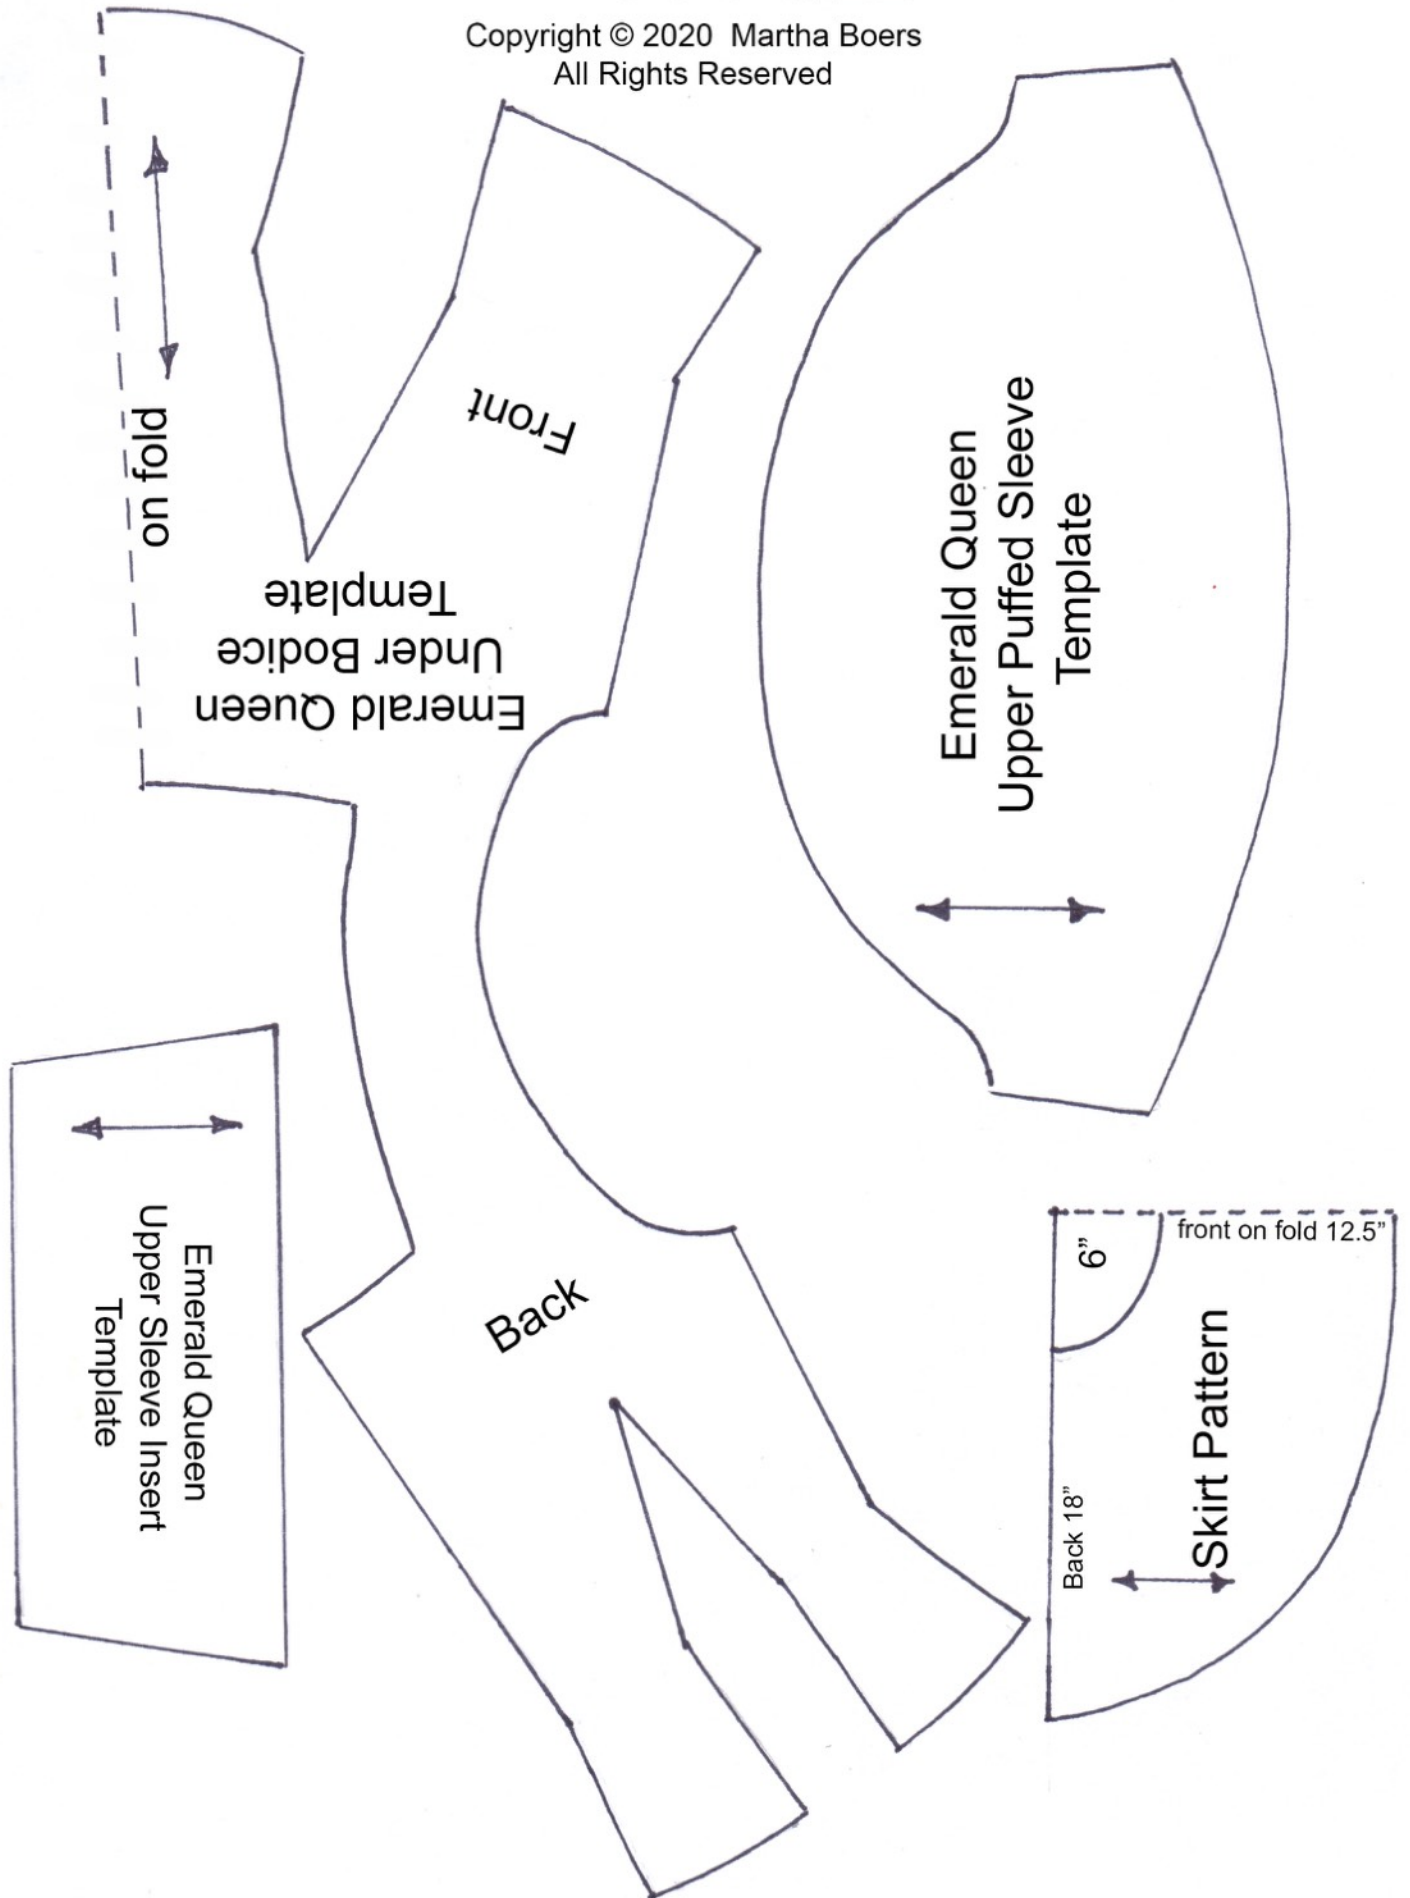 Copyright © 2020 Martha Boers
All Rights Reserved
on fold
Front
Emerald Queen
Under Bodice
Template
Emerald Queen
Upper Puffed Sleeve
Template
Emerald Queen
Upper Sleeve Insert
Template
Back
front on fold 12.5”
6”
Back 18”
Skirt Pattern